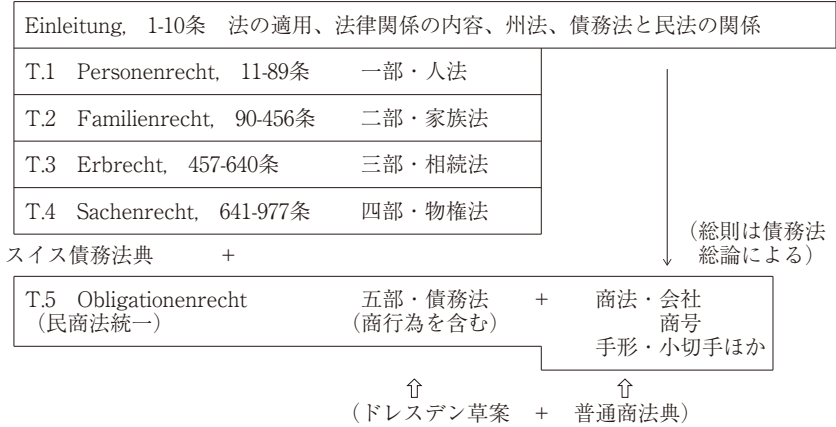 Einleitung, 1-10条 法の適用、法律関係の内容、州法、債務法と民法の関係
T.1 Personenrecht, 11-89条 一部・人法
T.2 Familienrecht, 90-456条 二部・家族法
T.3 Erbrecht, 457-640条 三部・相続法
T.4 Sachenrecht, 641-977条 四部・物権法
(総則は債務法
総論による)
スイス債務法典 +
T.5 Obligationenrecht 五部・債務法 + 商法・会社
(民商法統一) (商行為を含む) 商号
手形・小切手ほか
⇧ ⇧
(ドレスデン草案 + 普通商法典)